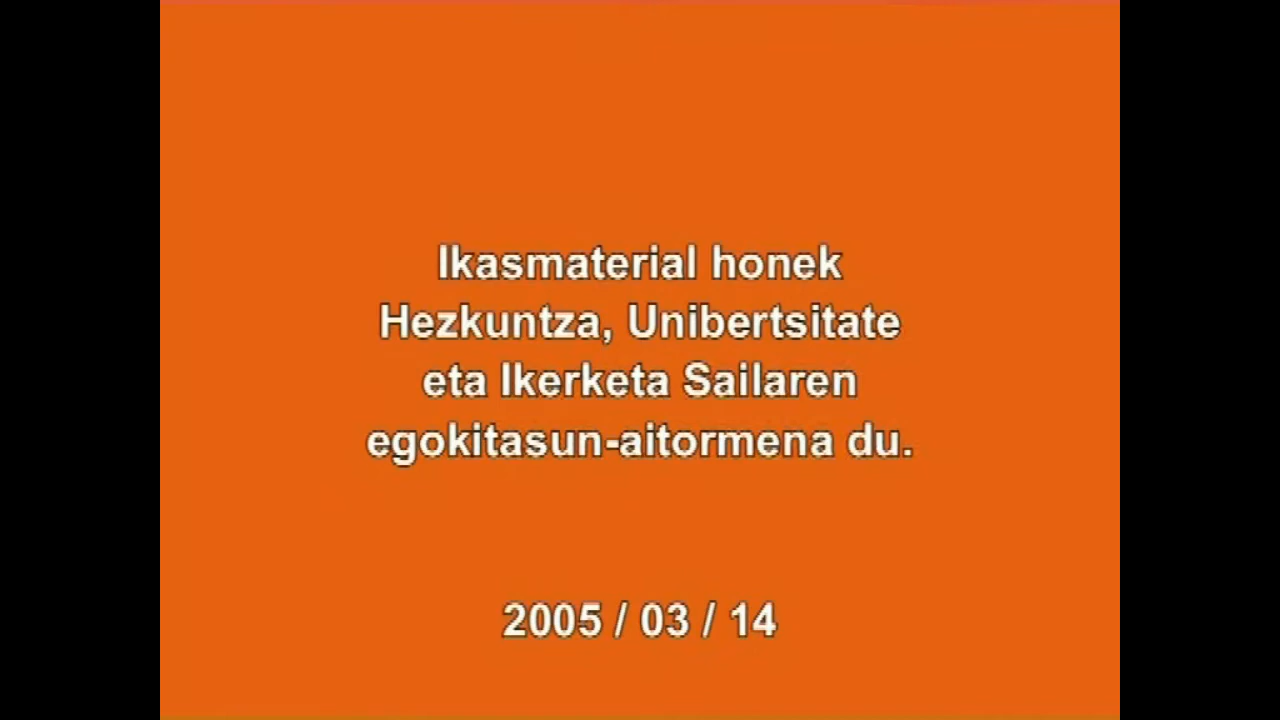 Ikasmaterial honek
Hezkuntza, Unibertsitate
eta Ikerketa Sailaren
egokitasun-aitormena du.
2005 / 03 / 14